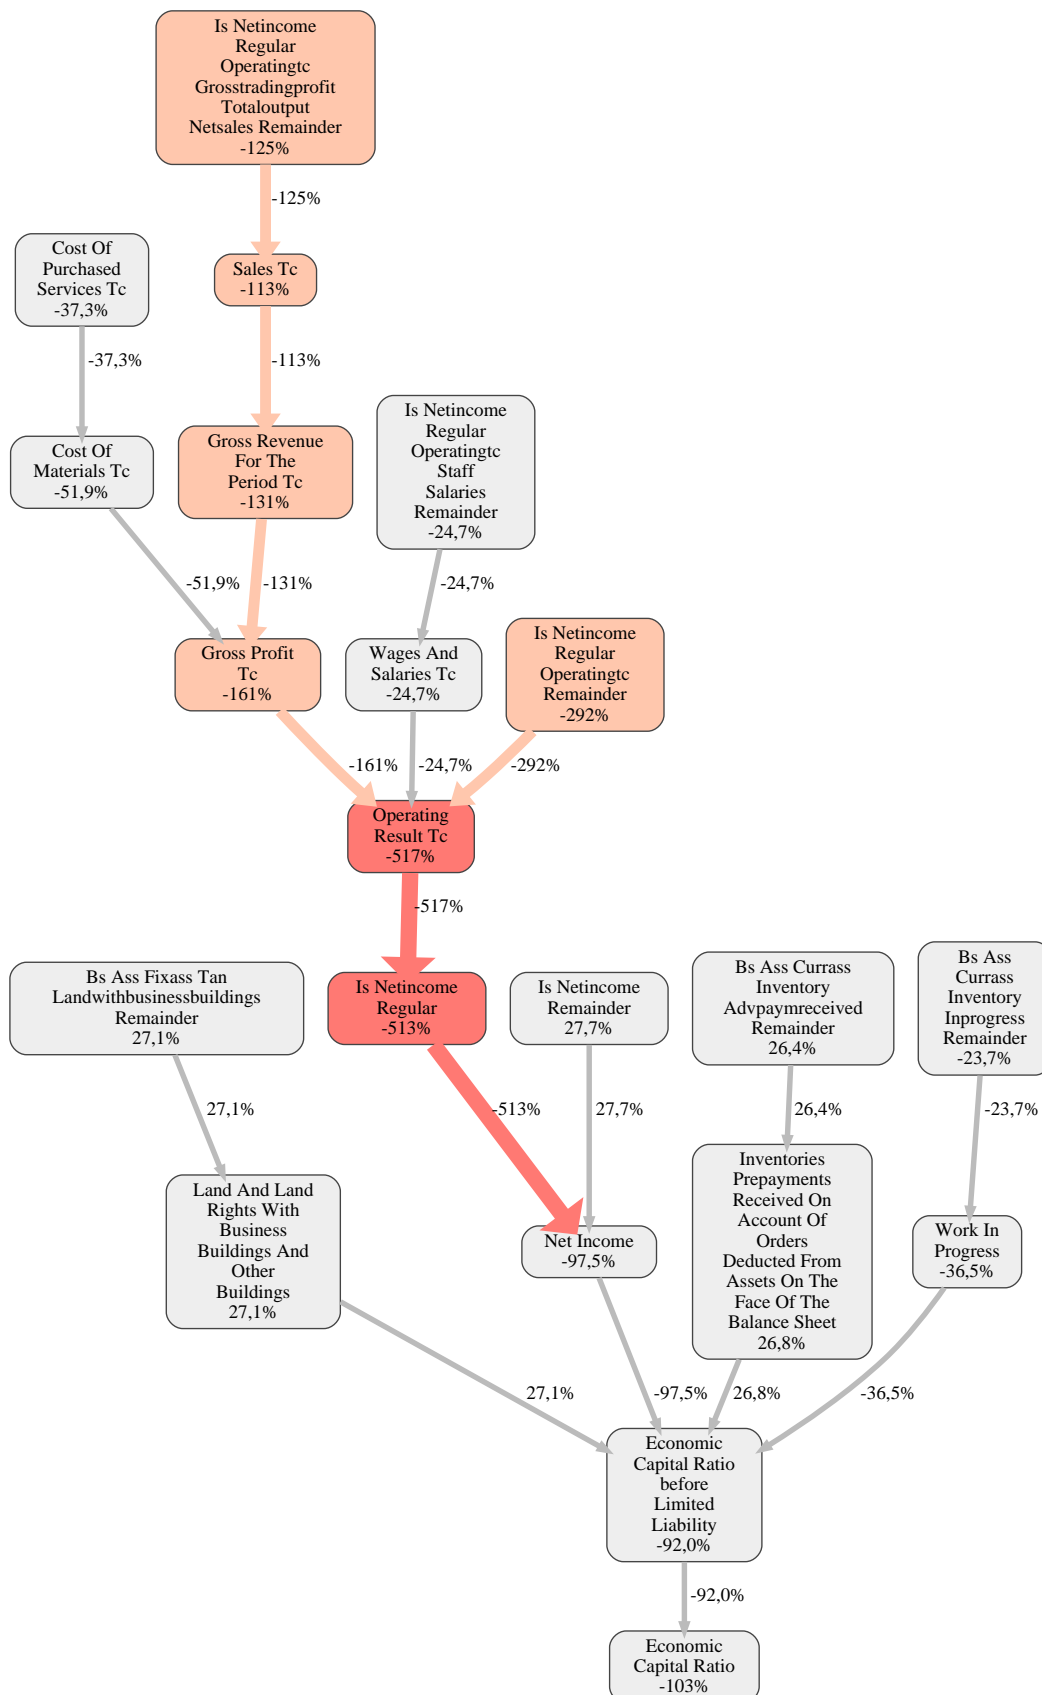 Is Netincome
Regular
Operatingtc
Grosstradingprofit
Totaloutput
Netsales Remainder
-125%
-125%
Cost Of
Purchased
Services Tc
-37,3%
Sales Tc
-113%
-37,3%
-113%
Is Netincome
Regular
Operatingtc
Staff
Salaries
Remainder
-24,7%
Cost Of
Materials Tc
-51,9%
Gross Revenue
For The
Period Tc
-131%
-51,9%
-131%
-24,7%
Gross Profit
Tc
-161%
Wages And
Salaries Tc
-24,7%
Is Netincome
Regular
Operatingtc
Remainder
-292%
-161%
-24,7%
-292%
Operating
Result Tc
-517%
-517%
Bs Ass Fixass Tan
Landwithbusinessbuildings
Remainder
27,1%
Is Netincome
Regular
-513%
Is Netincome
Remainder
27,7%
Bs Ass Currass
Inventory
Advpaymreceived
Remainder
26,4%
Bs Ass
Currass
Inventory
Inprogress
Remainder
-23,7%
27,1%
-513%
27,7%
26,4%
-23,7%
Land And Land
Rights With
Business
Buildings And
Other
Buildings
27,1%
Net Income
-97,5%
Inventories
Prepayments
Received On
Account Of
Orders
Deducted From
Assets On The
Face Of The
Balance Sheet
26,8%
Work In
Progress
-36,5%
27,1%
-97,5%
26,8%
-36,5%
Economic
Capital Ratio
before
Limited
Liability
-92,0%
-92,0%
Economic
Capital Ratio
-103%